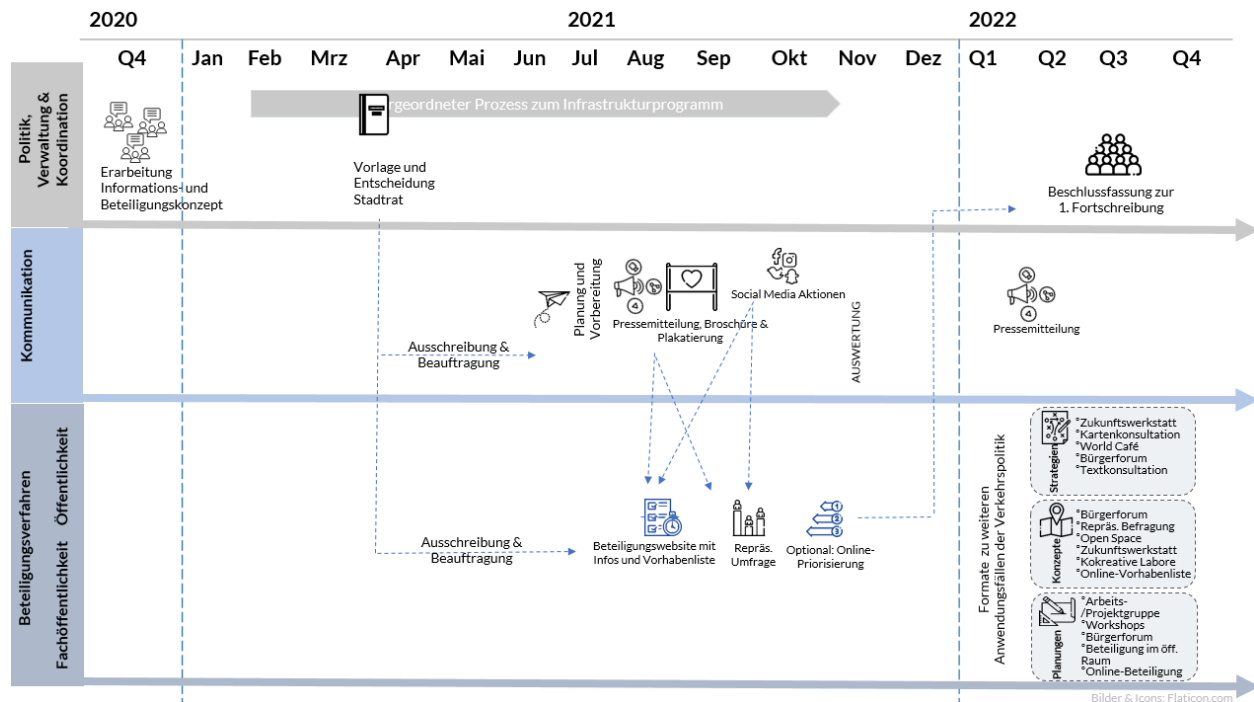 2020
2021
2022
Q4
Jan
Feb
Mrz
Apr
Mai
Jun
Jul
Aug
Sep
Okt
Nov
Dez
Q1
Q2
Q3
Q4
Politik,
Verwaltung &
Koordination
rgeordneter Prozess zum Infrastrukturprogramm
Erarbeitung
Informations- und
Beteiligungskonzept
Vorlage und
Entscheidung
Stadtrat
Beschlussfassung zur
1. Fortschreibung
Kommunikation
Ausschreibung &
Beauftragung
Planung und
Vorbereitung
Pressemitteilung, Broschüre &
Plakatierung
Social Media Aktionen
AUSWERTUNG
Pressemitteilung
Beteiligungsverfahren
Fachöffentlichkeit Öffentlichkeit
Ausschreibung &
Beauftragung
Beteiligungswebsite mit
Infos und Vorhabenliste
Repräs.
Umfrage
1
2
3
Optional: Online-
Priorisierung
Formate zu weiteren
Anwendungsfällen der Verkehrspolitik
Strategien
°Zukunftswerkstatt
°Kartenkonsultation
°World Café
°Bürgerforum
°Textkonsultation
Konzepte
°Bürgerforum
°Repräs. Befragung
°Open Space
°Zukunftswerkstatt
°Kokreative Labore
°Online-Vorhabenliste
Planungen
°Arbeits-
/Projektgruppe
°Workshops
°Bürgerforum
°Beteiligung im öff.
Raum
°Online-Beteiligung
Bilder & Icons: Flaticon.com